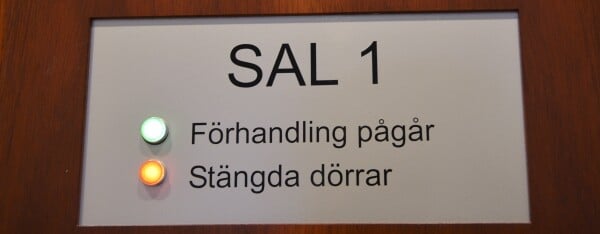 SAL 1
Förhandling pågår
Stängda dörrar